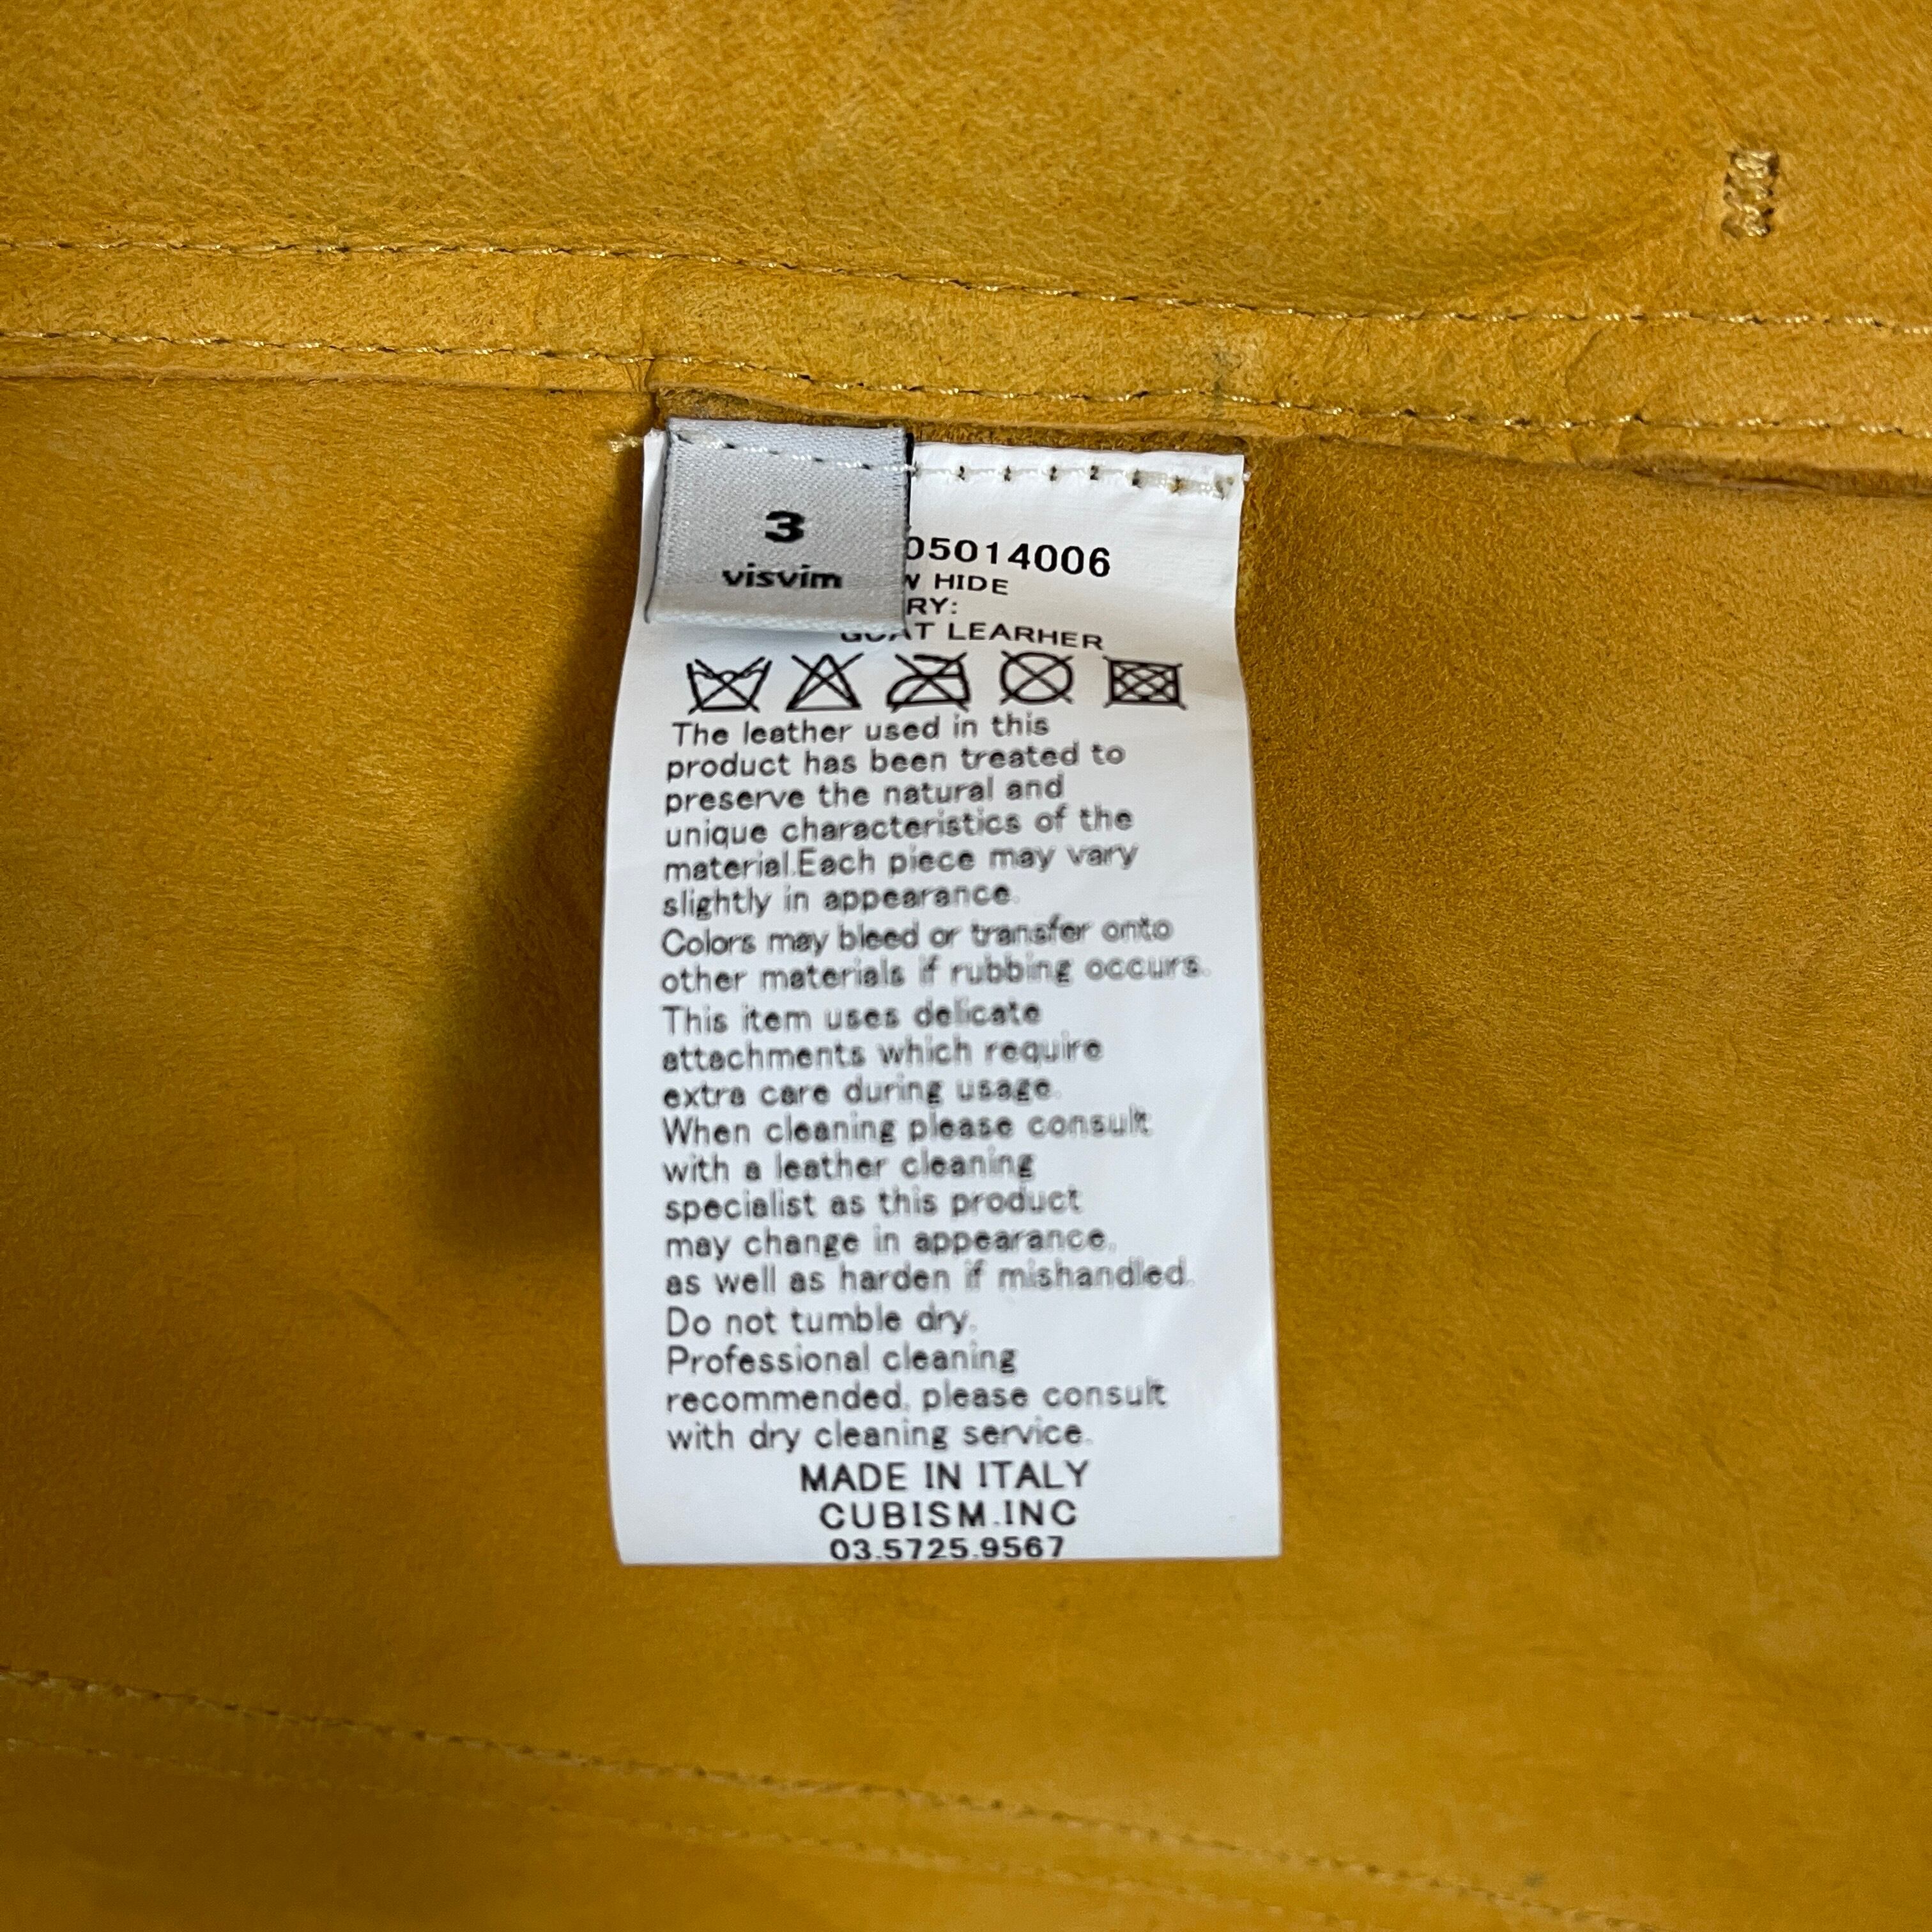 3
visvim
05014006
W HIDE
RY:
GOAT LEARHER
The leather used in this
product has been treated to
preserve the natural and
unique characteristics of the
material.Each piece may vary
slightly in appearance.
Colors may bleed or transfer onto
other materials if rubbing occurs.
This item uses delicate
attachments which require
extra care during usage.
When cleaning please consult
with a leather cleaning
specialist as this product
may change in appearance,
as well as harden if mishandled.
Do not tumble dry.
Professional cleaning
recommended, please consult
with dry cleaning service.
MADE IN ITALY
CUBISM.INC
03.5725.9567